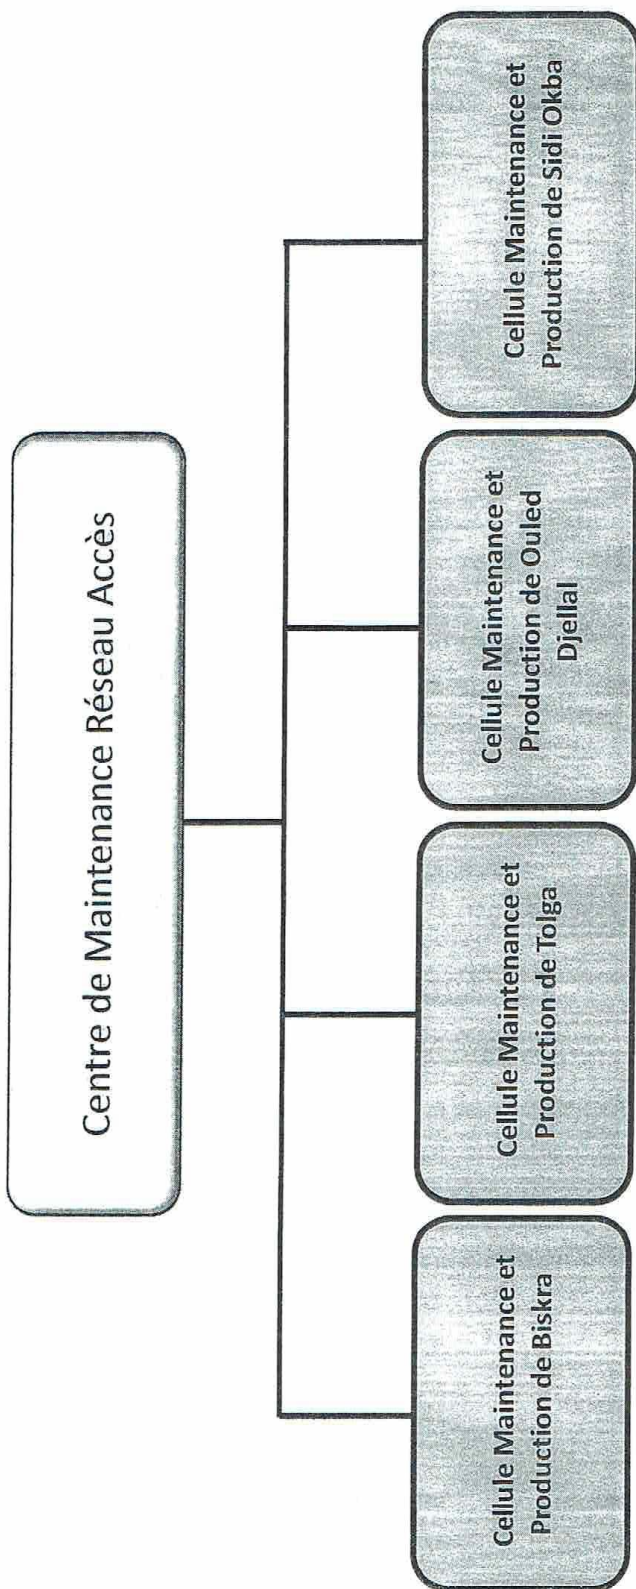 Centre de Maintenance Réseau Accès
Cellule Maintenance et
Production de Biskra
Cellule Maintenance et
Production de Tolga
Cellule Maintenance et
Production de Ouled
Djellal
Cellule Maintenance et
Production de Sidi Okba